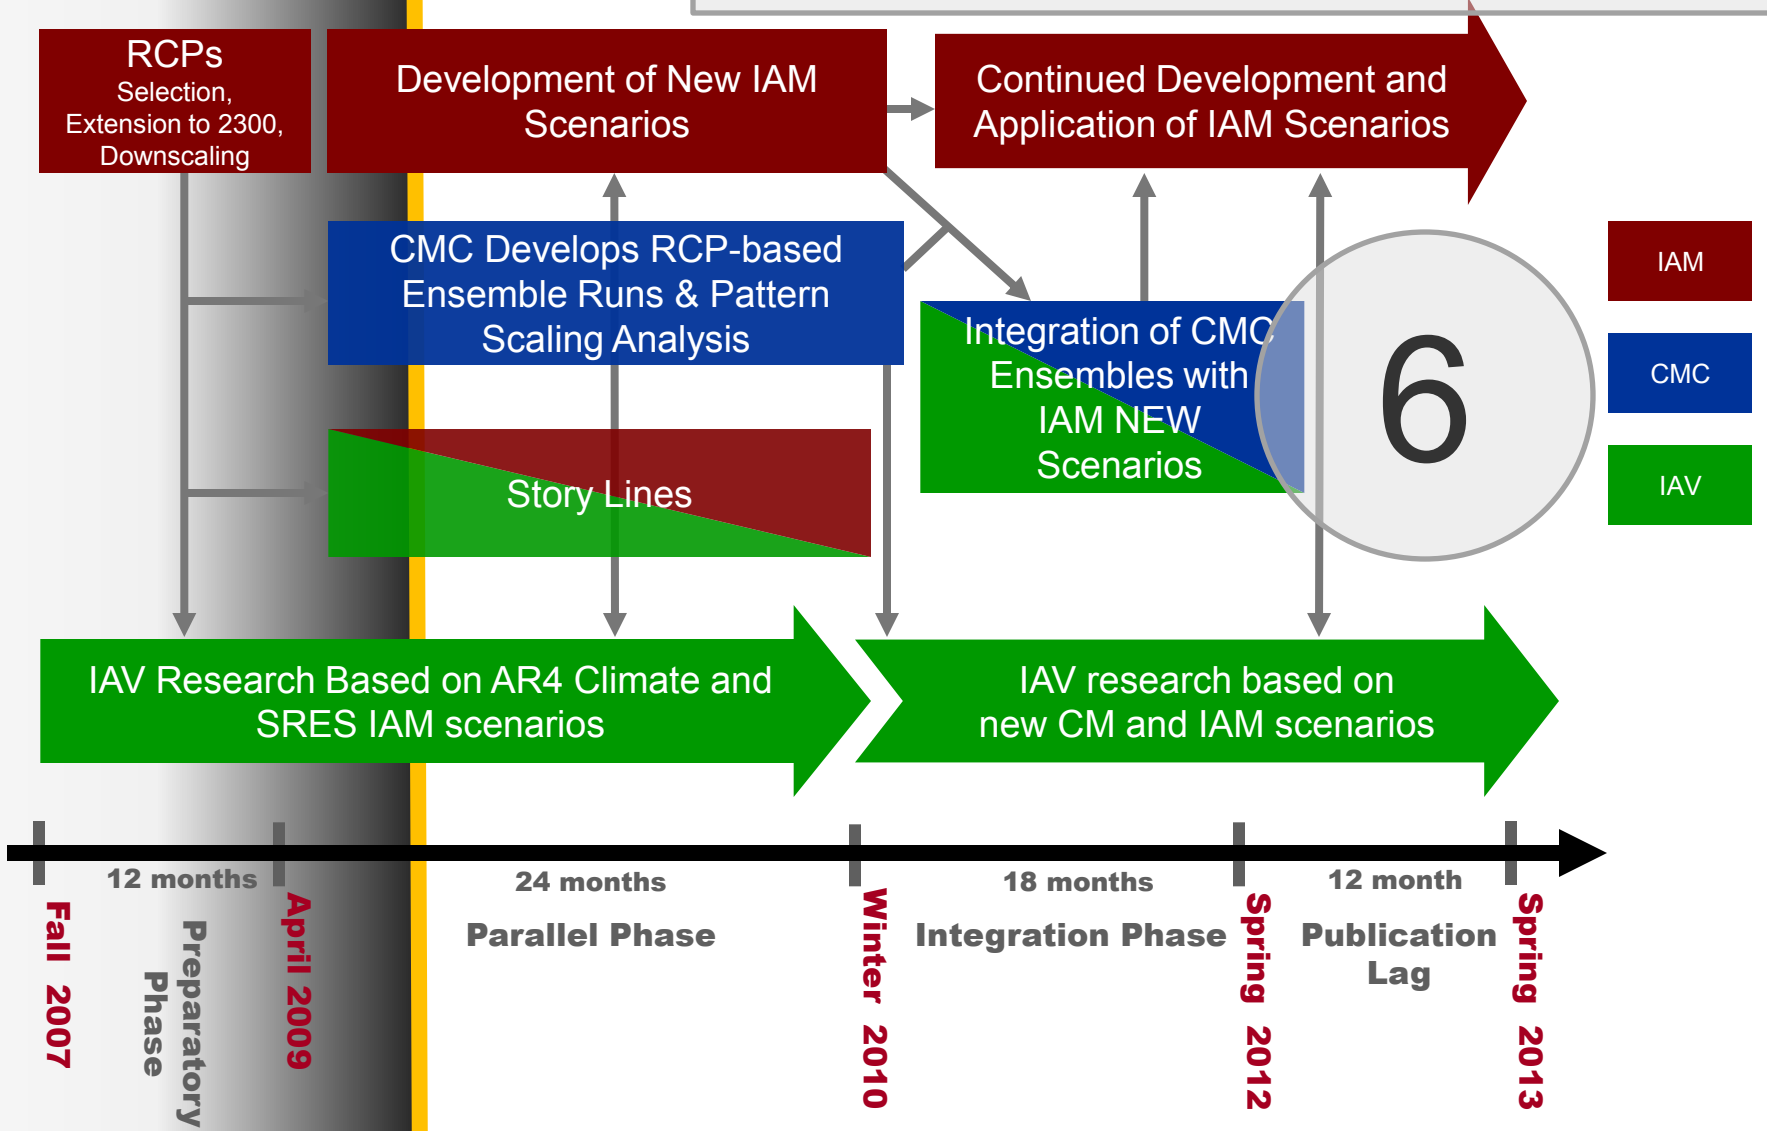 RCPs
Selection,
Extension to 2300,
Downscaling
Development of New IAM
Scenarios
Continued Development and
Application of IAM Scenarios
CMC Develops RCP-based
Ensemble Runs & Pattern
Scaling Analysis
Integration of CMC
Ensembles with
IAM NEW
Scenarios
6
IAM
CMC
IAV
Story Lines
IAV Research Based on AR4 Climate and
SRES IAM scenarios
IAV research based on
new CM and IAM scenarios
12 months
24 months
18 months
12 month
Fall 2007
Preparatory
Phase
April 2009
Parallel Phase
Winter 2010
Integration Phase
Spring 2012
Publication
Lag
Spring 2013